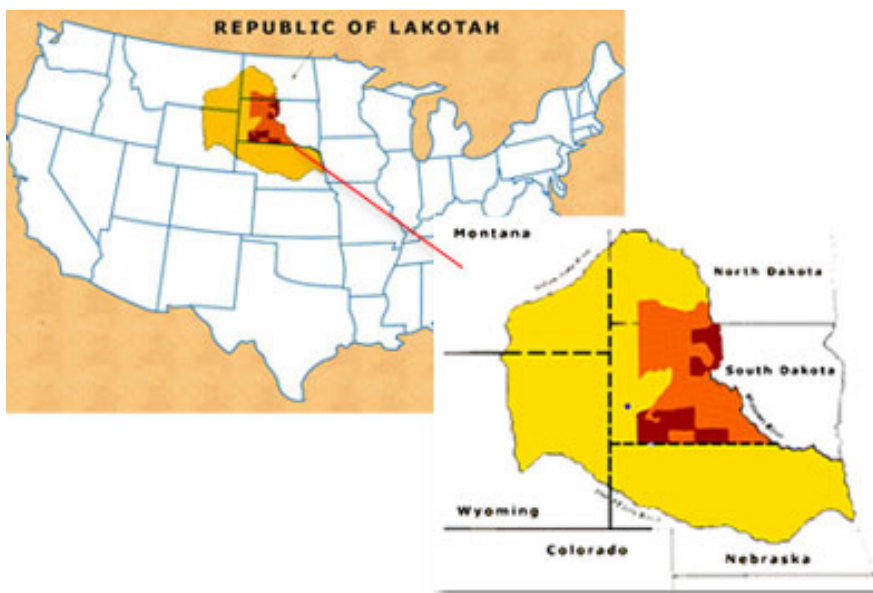 REPUBLIC OF LAKOTAH
Montana
North Dakota
South Dakota
Wyoming
Colorado
Nebraska